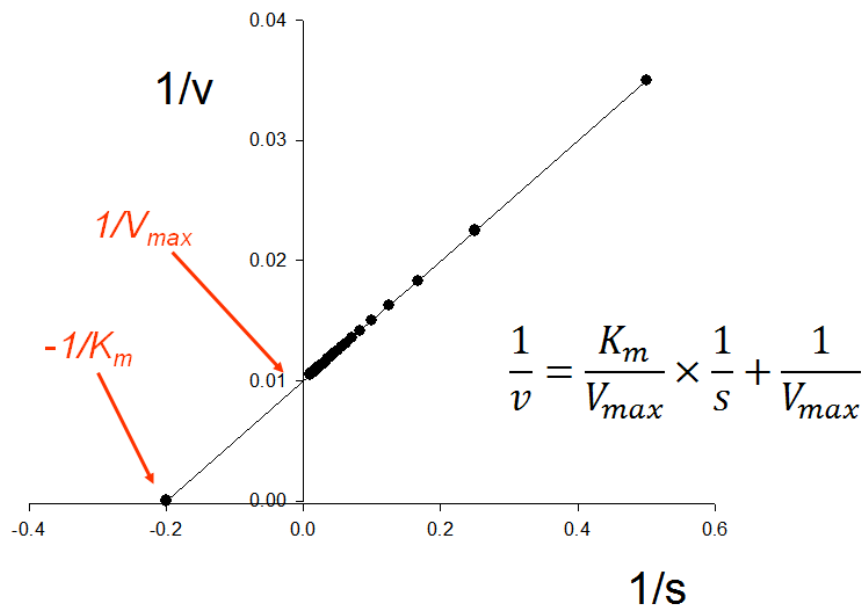 0.04
1/v
0.03
1/Vmax
0.02
-1/Km
0.01
1/v = Km/Vmax × 1/s + 1/Vmax
0.00
-0.4 -0.2 0.0 0.2 0.4 0.6
1/s